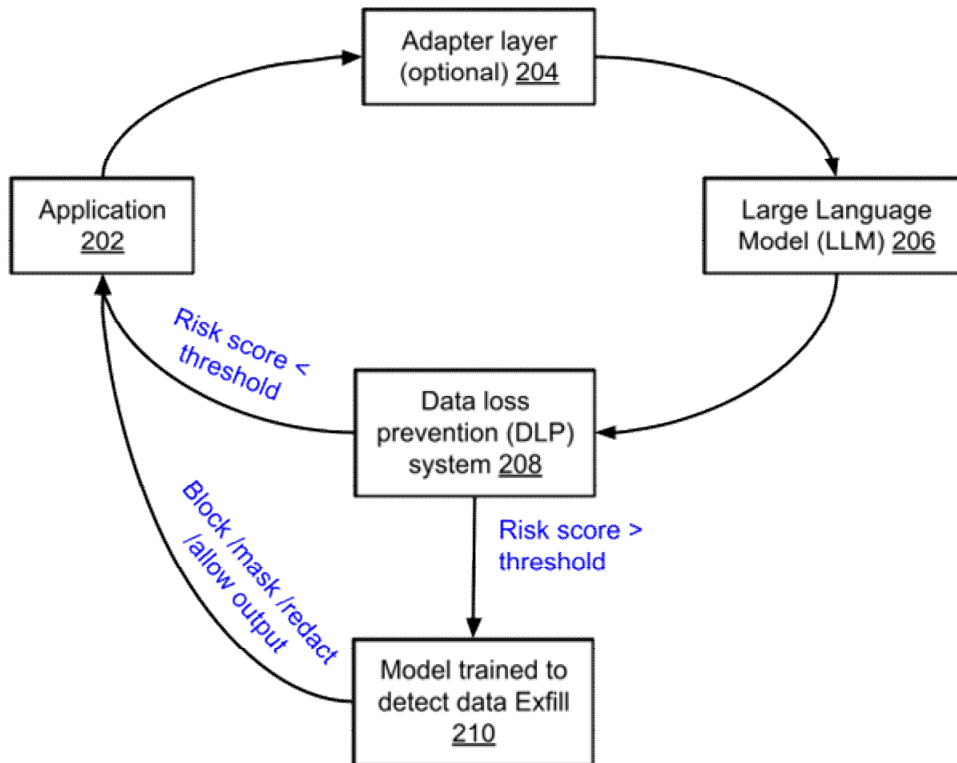 Adapter layer
(optional) 204
Application
202
Large Language
Model (LLM) 206
Risk score <
threshold
Data loss
prevention (DLP)
system 208
Risk score >
threshold
Block /mask /redact
/allow output
Model trained to
detect data Exfill
210